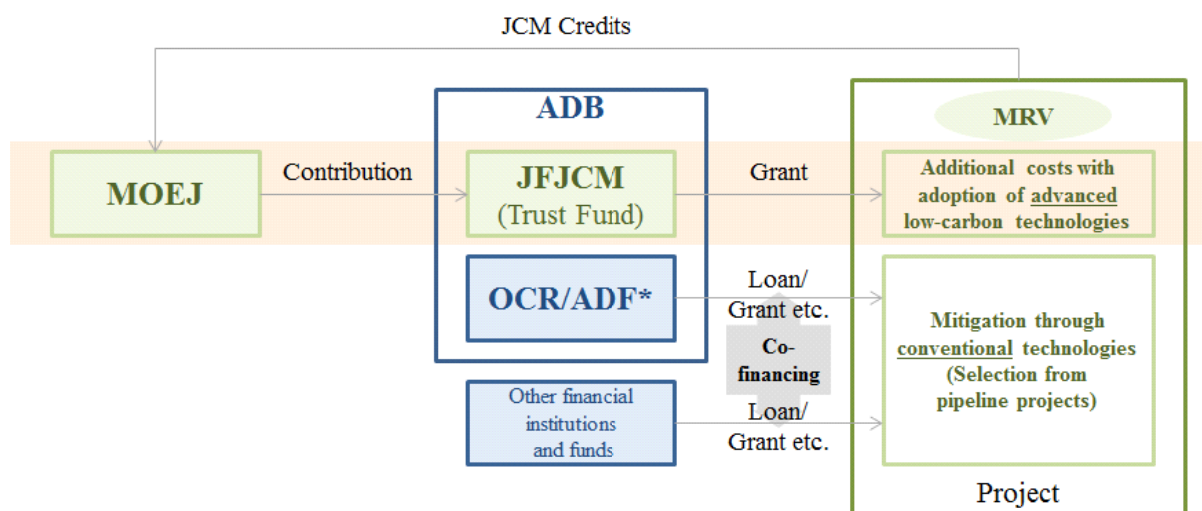 JCM Credits
ADB
MRV
MOEJ
Contribution
JFJCM
(Trust Fund)
Grant
Additional costs with
adoption of advanced
low-carbon technologies
OCR/ADF*
Loan/
Grant etc.
Co-
financing
Mitigation through
conventional technologies
(Selection from
pipeline projects)
Other financial
institutions
and funds
Loan/
Grant etc.
Project